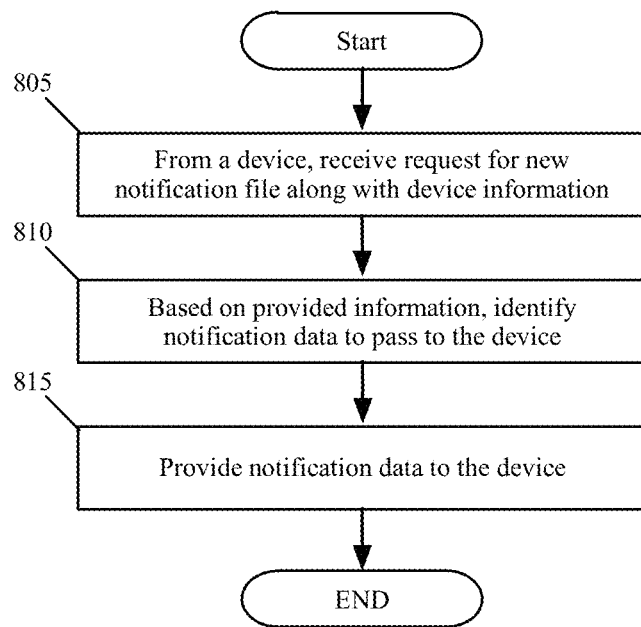 Start
805
From a device, receive request for new
notification file along with device information
810
Based on provided information, identify
notification data to pass to the device
815
Provide notification data to the device
END